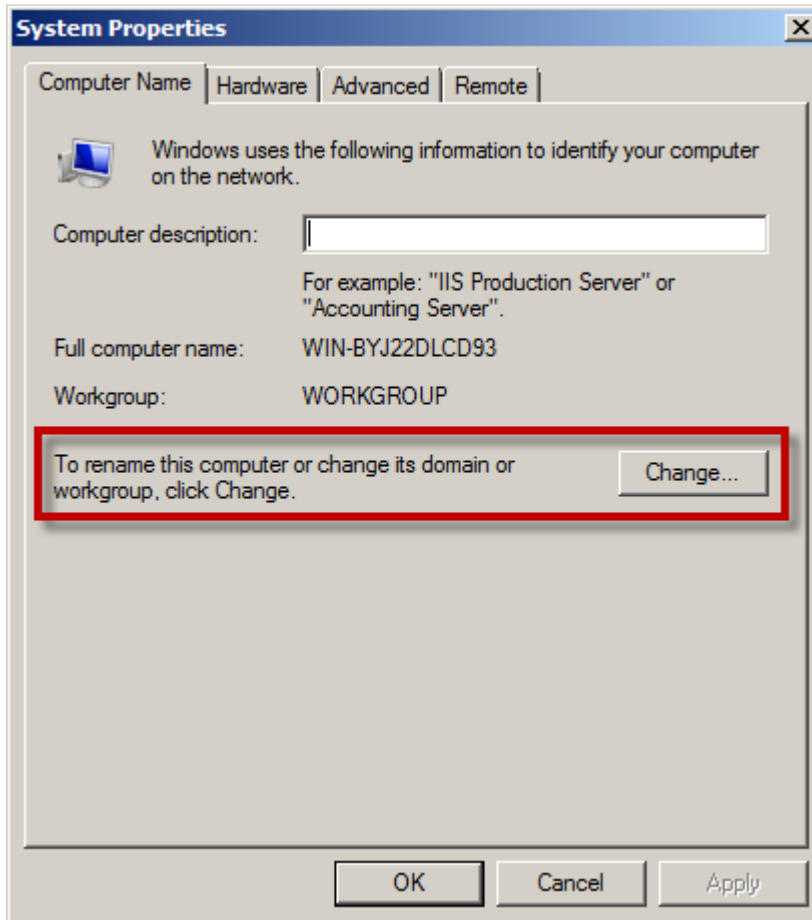 System Properties
Computer Name
Hardware
Advanced
Remote
Windows uses the following information to identify your computer
on the network.
Computer description:
For example: "IIS Production Server" or
"Accounting Server".
Full computer name:
WIN-BYJ22DLCD93
Workgroup:
WORKGROUP
To rename this computer or change its domain or
workgroup, click Change.
Change...
OK
Cancel
Apply